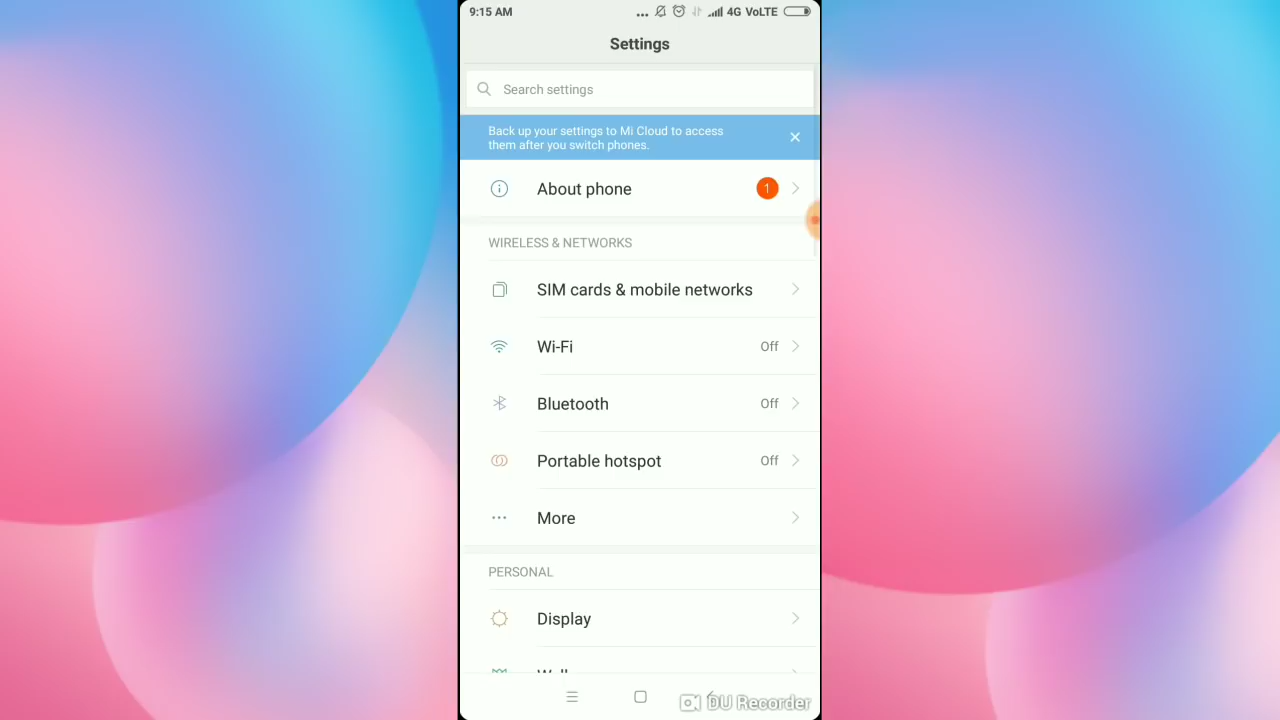 9:15 AM ... 4G VoLTE
Settings
Search settings
Back up your settings to Mi Cloud to access
them after you switch phones.
About phone 1
WIRELESS & NETWORKS
SIM cards & mobile networks
Wi-Fi Off
Bluetooth Off
Portable hotspot Off
More
PERSONAL
Display
DU Recorder